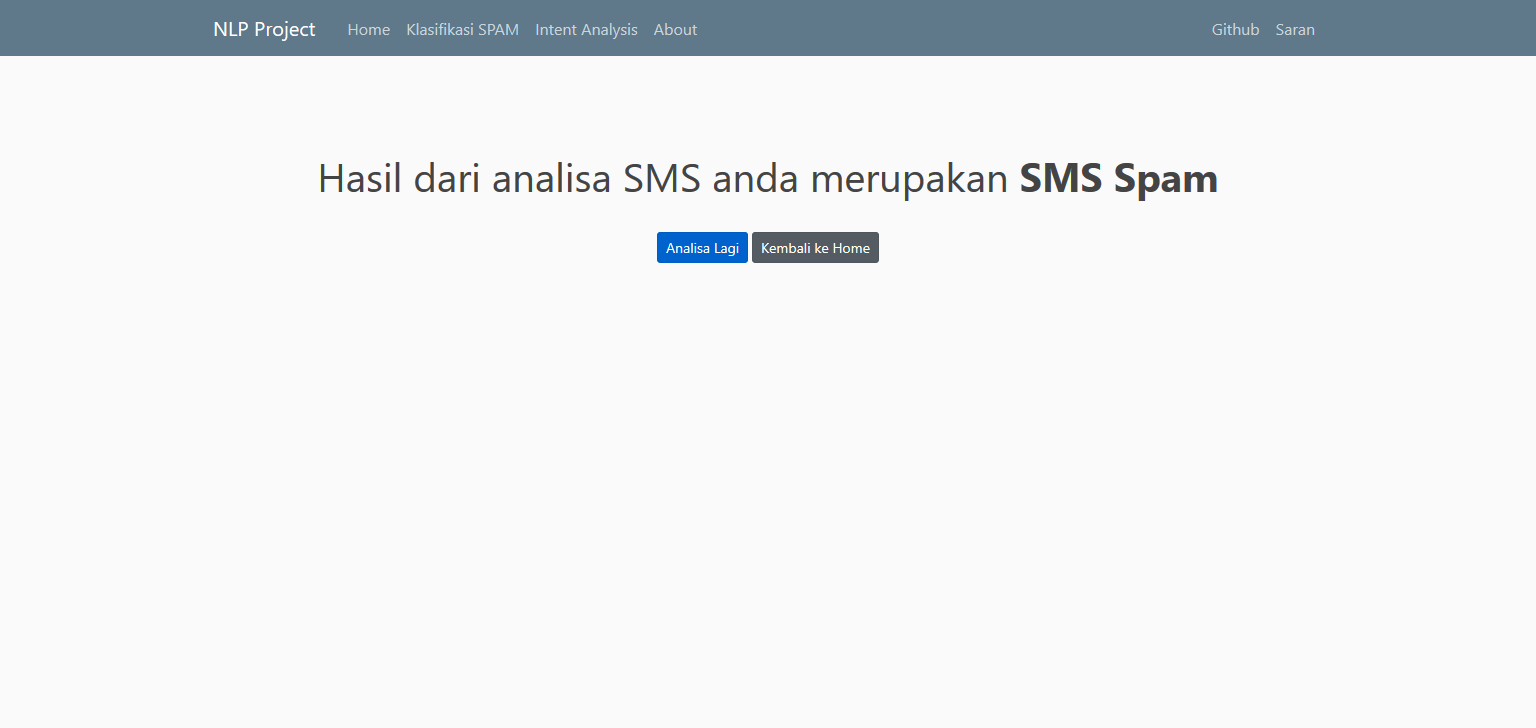 NLP Project Home Klasifikasi SPAM Intent Analysis About Github Saran
Hasil dari analisa SMS anda merupakan SMS Spam
Analisa Lagi Kembali ke Home